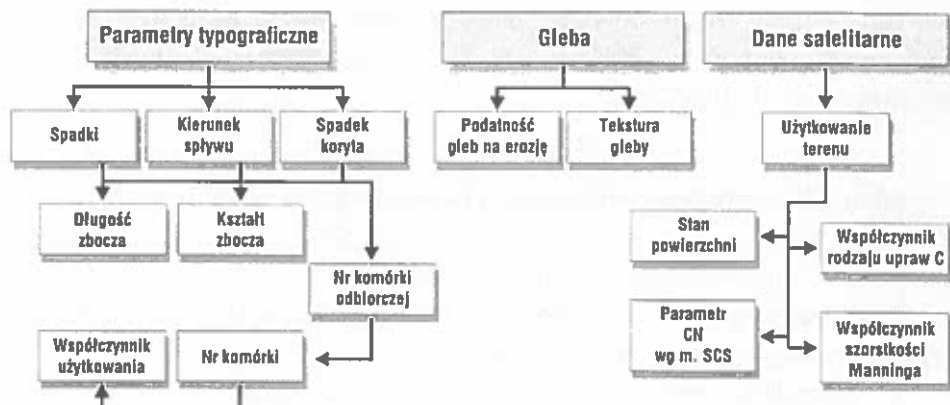 Parametry typograficzne
Gleba
Dane satelitarne
Spadki
Kierunek
spływu
Spadek
koryta
Podatność
gleb na erozję
Tekstura
gleby
Użytkowanie
terenu
Długość
zbocza
Kształt
zbocza
Stan
powierzchni
Współczynnik
rodzaju upraw C
Nr komórki
odbiorczej
Parametr
CN
wg m. SCS
Współczynnik
szorstkości
Manninga
Współczynnik
użytkowania
Nr komórki